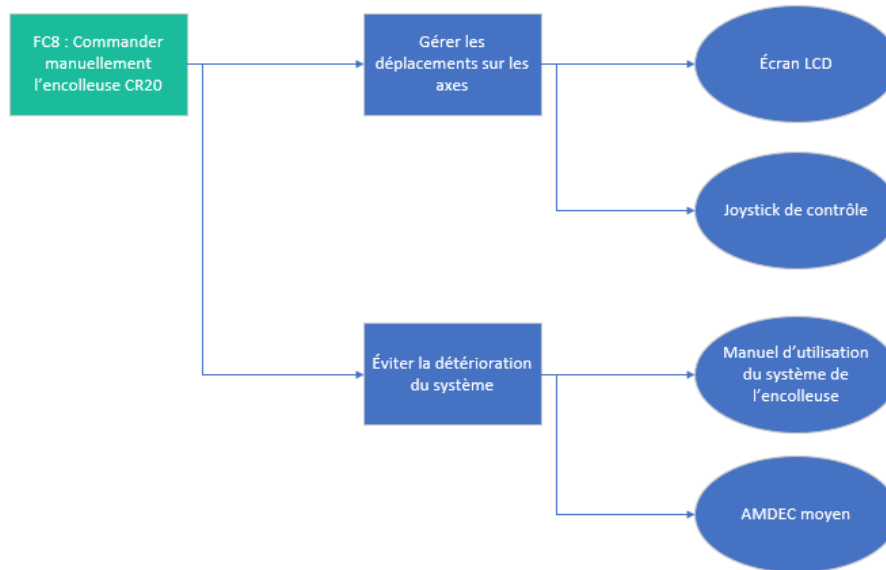 FC8 : Commander
manuellement
l'encolleuse CR20
Gérer les
déplacements sur les
axes
Écran LCD
Joystick de contrôle
Éviter la détérioration
du système
Manuel d'utilisation
du système de
l'encolleuse
AMDEC moyen